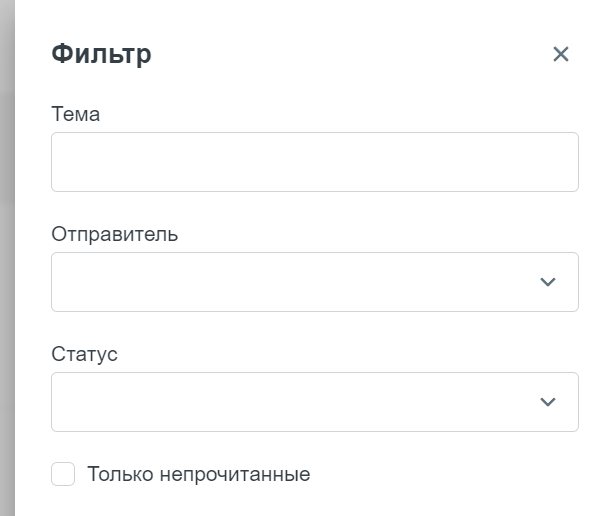 Фильтр
Тема
Отправитель
Статус
Только непрочитанные